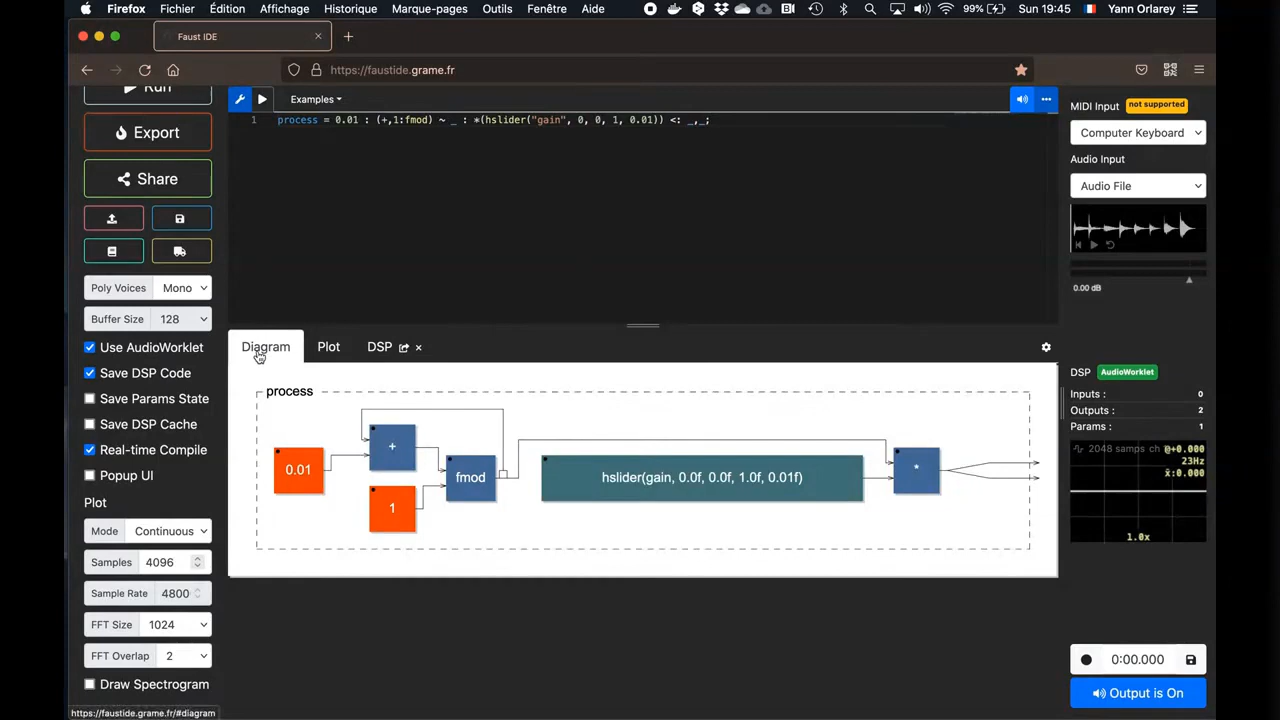 Firefox Fichier Édition Affichage Historique Marque-pages Outils Fenêtre Aide 99% Sun 19:45 Yann Orlarey
Faust IDE
https://faustide.grame.fr
Run
Export
Share
Poly Voices Mono
Buffer Size 128
Use AudioWorklet
Save DSP Code
Save Params State
Save DSP Cache
Real-time Compile
Popup UI
Plot
Mode Continuous
Samples 4096
Sample Rate 4800
FFT Size 1024
FFT Overlap 2
Draw Spectrogram
https://faustide.grame.fr/#diagram
Examples
1 process = 0.01 : (+,1:fmod) ~ _ : *(hslider("gain", 0, 0, 1, 0.01)) <: _,_;
Diagram Plot DSP
process
0.01
+
1
fmod
hslider(gain, 0.0f, 0.0f, 1.0f, 0.01f)
*
MIDI Input not supported
Computer Keyboard
Audio Input
Audio File
0.00 dB
DSP AudioWorklet
Inputs : 0
Outputs : 2
Params : 1
2048 samps ch @+0.000
23Hz
x̄:0.000
1.0x
0:00.000
Output is On